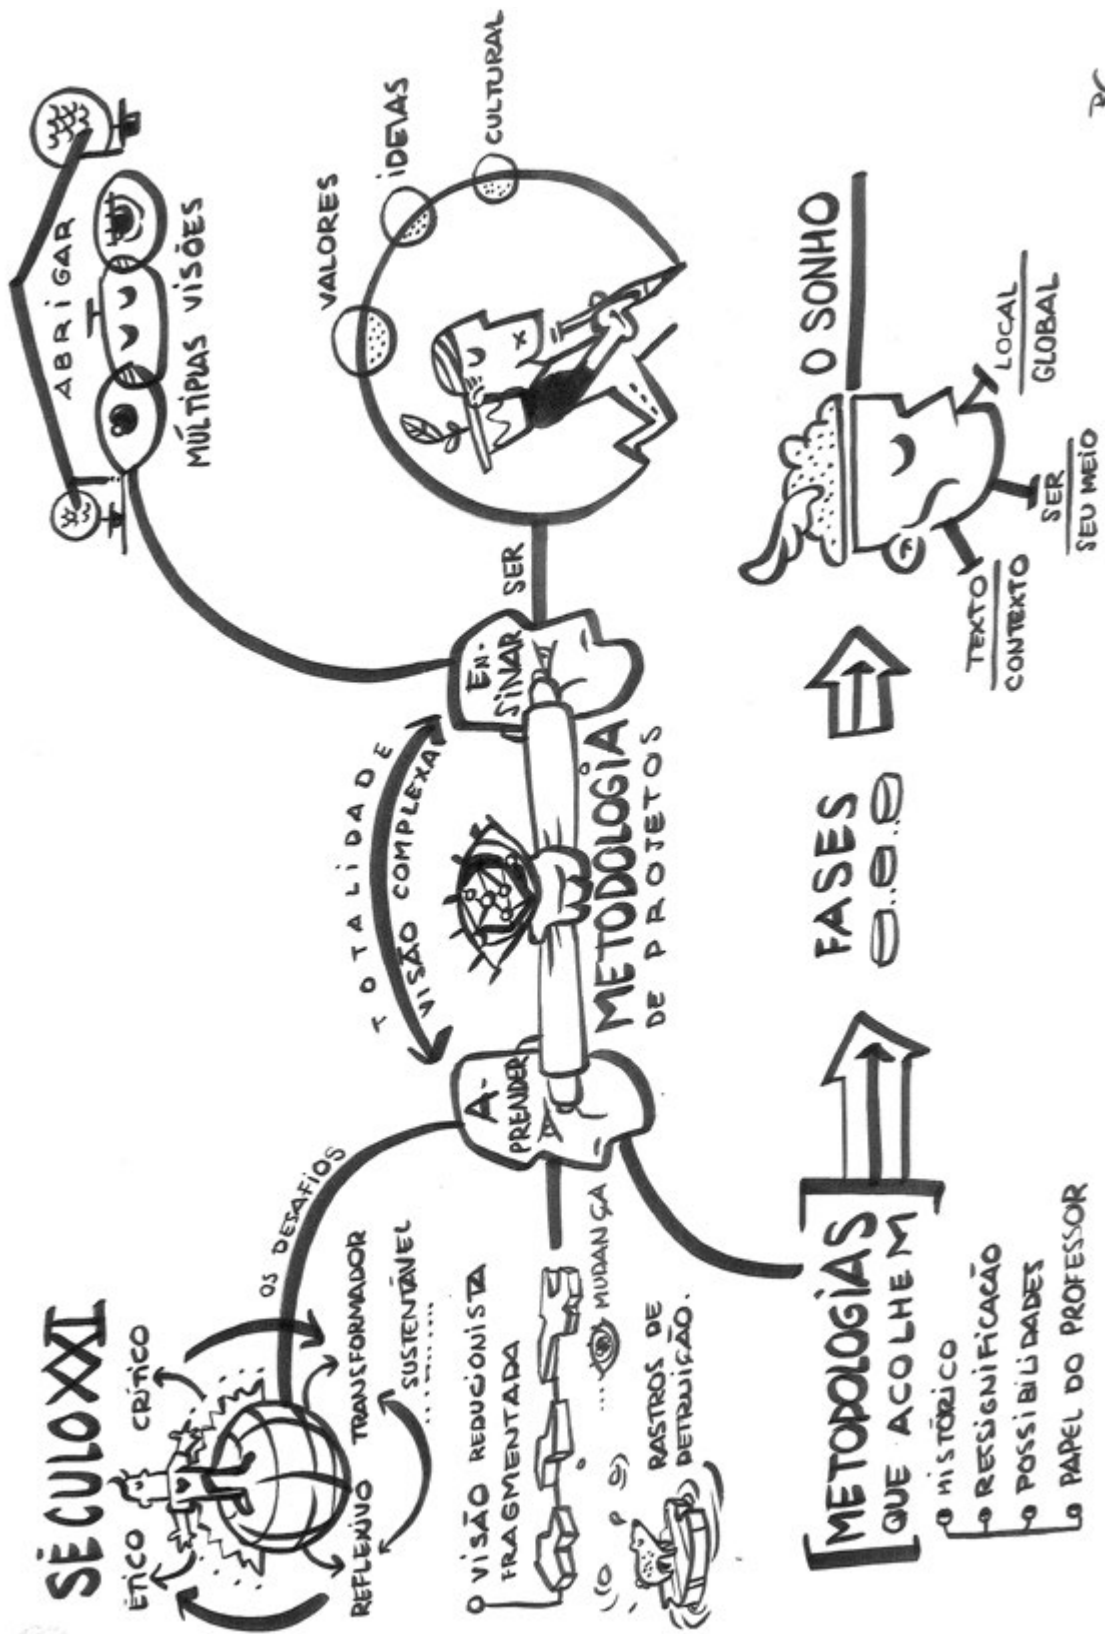 SÉCULO XXI
ÉTICO
CRÍTICO
REFLEXIVO
TRANSFORMADOR
SUSTENTÁVEL
OS DESAFIOS
VISÃO REDUCIONISTA
FRAGMENTADA
... MUDANÇA
RASTROS DE
DETRUIÇÃO.
A-
PRENDER
TOTALIDADE
VISÃO COMPLEXA
METODOLOGIA
DE PROJETOS
EN-
SINAR
ABRIGAR
MÚLTIPLAS VISÕES
SER
VALORES
IDEIAS
CULTURAL
[METODOLOGIAS
QUE ACOLHEM]
HISTÓRICO
RESSIGNIFICAÇÃO
POSSIBILIDADES
PAPEL DO PROFESSOR
FASES
O SONHO
TEXTO
CONTEXTO
SER
SEU MEIO
LOCAL
GLOBAL